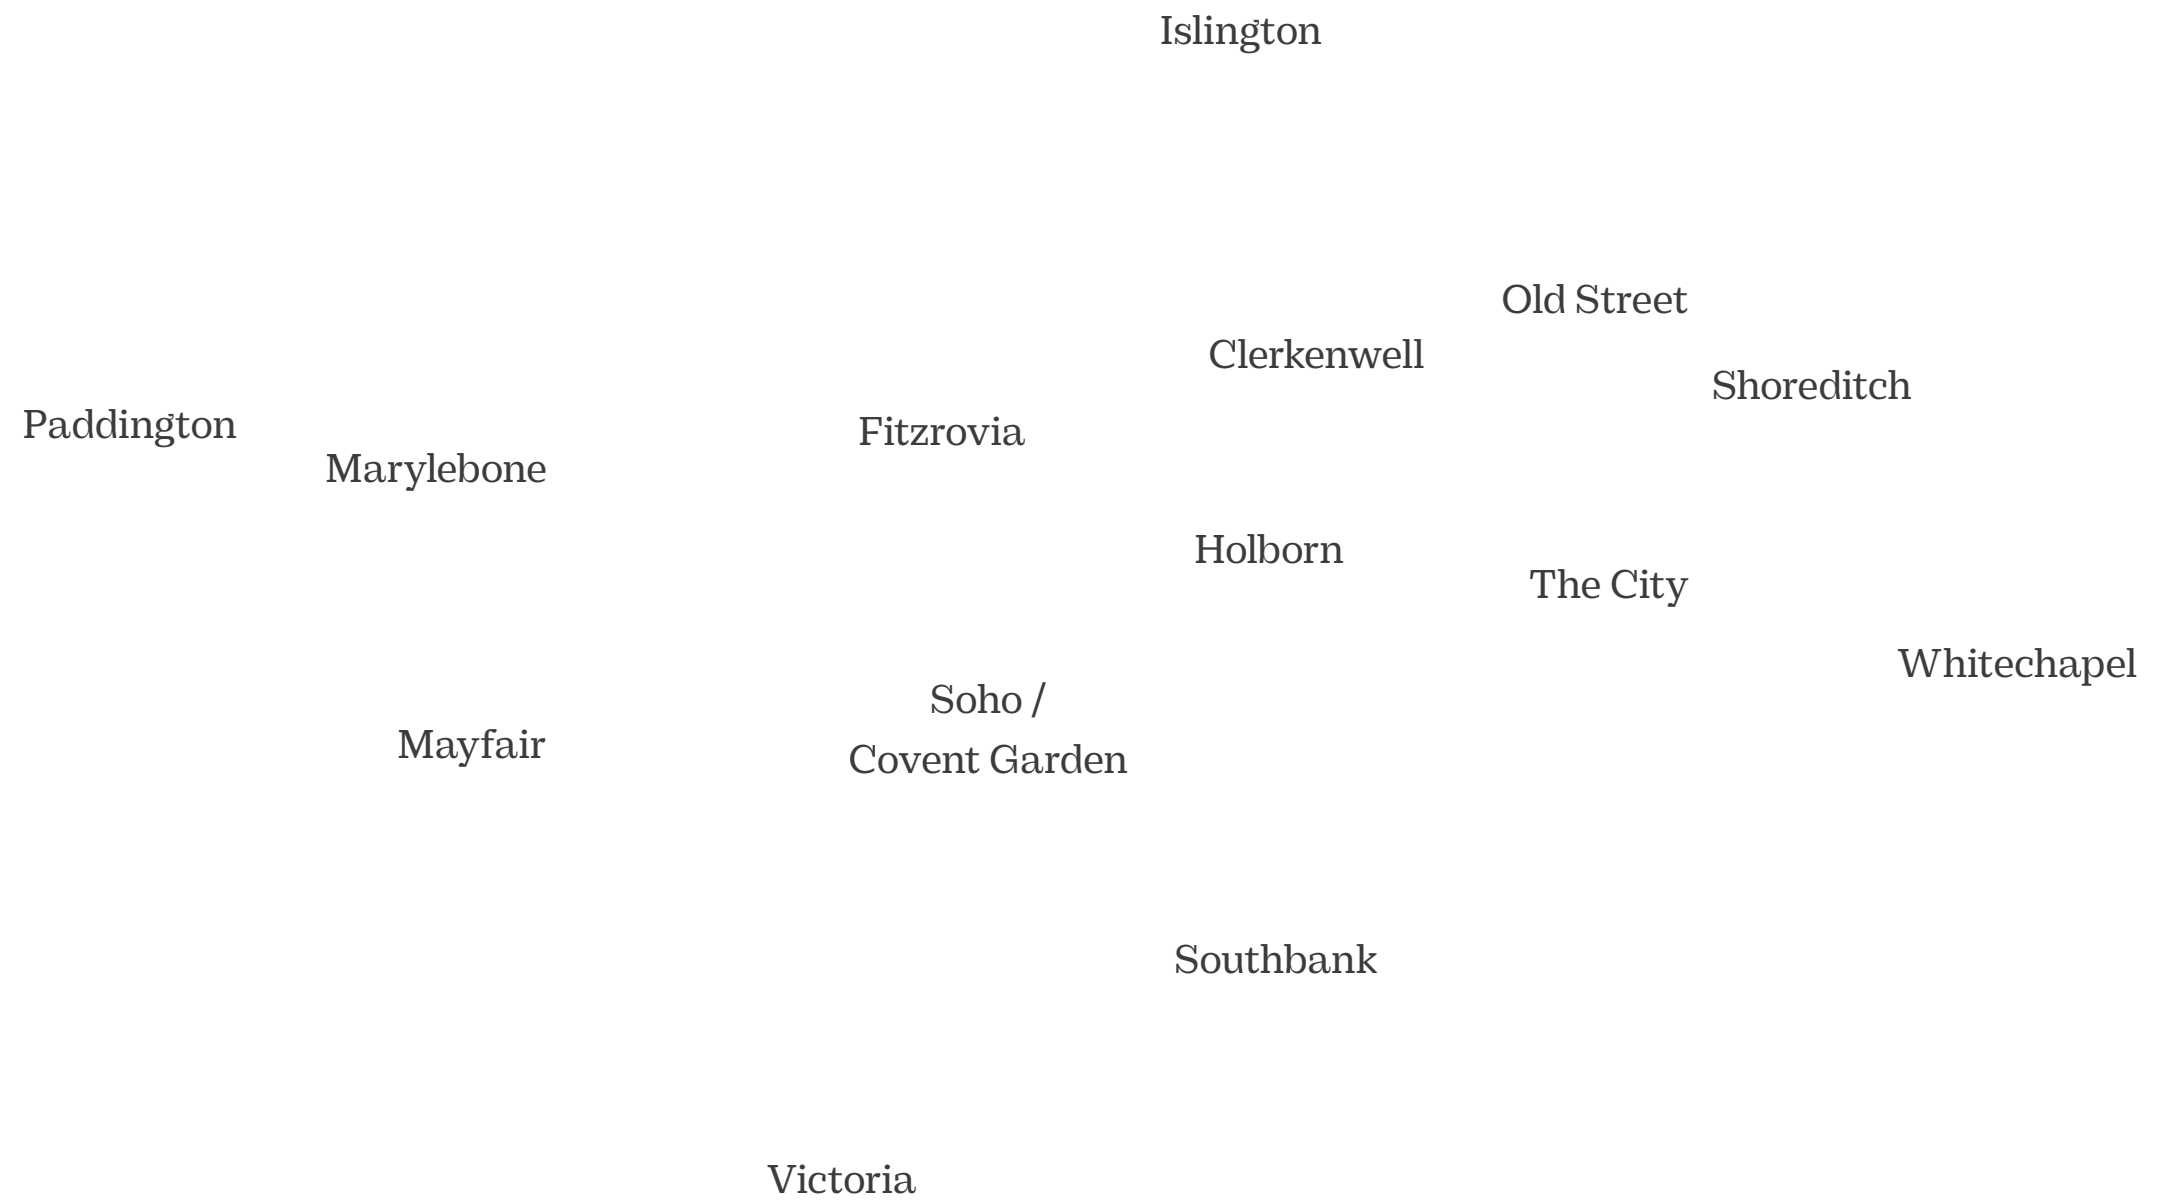 Islington
Old Street
Clerkenwell
Shoreditch
Paddington
Fitzrovia
Marylebone
Holborn
The City
Whitechapel
Soho /
Covent Garden
Mayfair
Southbank
Victoria